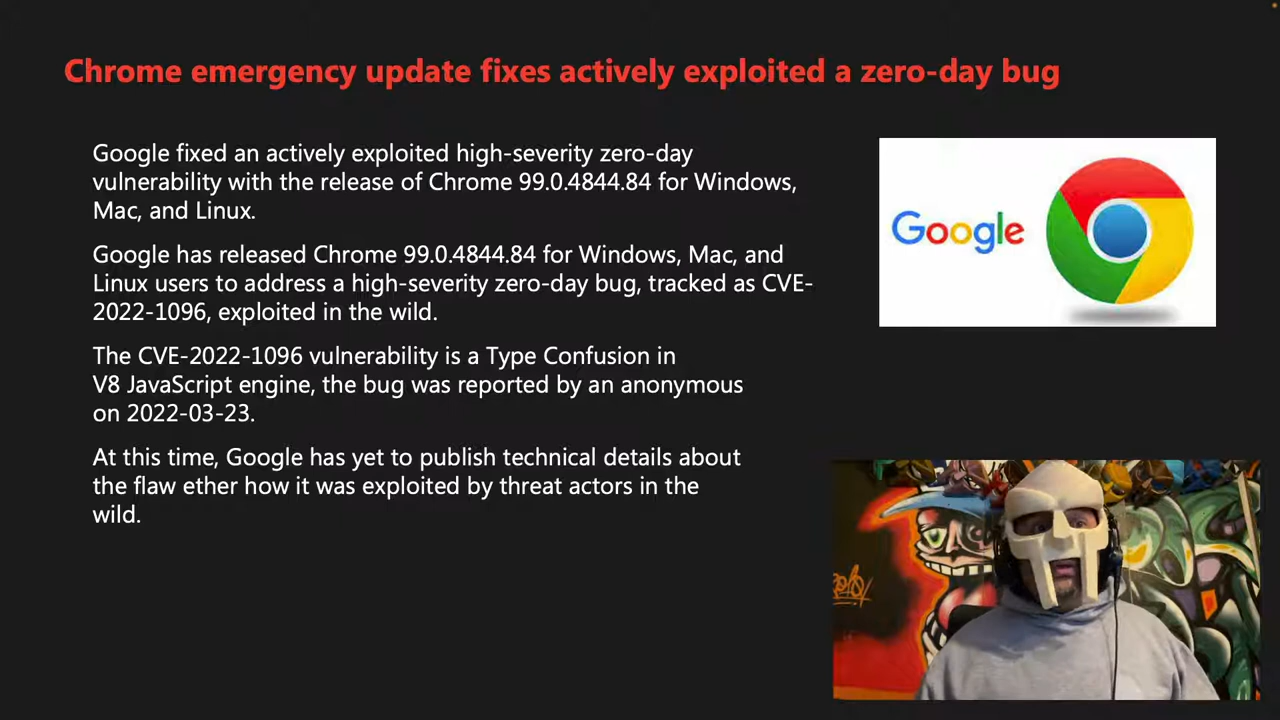 Chrome emergency update fixes actively exploited a zero-day bug
Google fixed an actively exploited high-severity zero-day
vulnerability with the release of Chrome 99.0.4844.84 for Windows,
Mac, and Linux.
Google has released Chrome 99.0.4844.84 for Windows, Mac, and
Linux users to address a high-severity zero-day bug, tracked as CVE-
2022-1096, exploited in the wild.
The CVE-2022-1096 vulnerability is a Type Confusion in
V8 JavaScript engine, the bug was reported by an anonymous
on 2022-03-23.
At this time, Google has yet to publish technical details about
the flaw ether how it was exploited by threat actors in the
wild.
Google